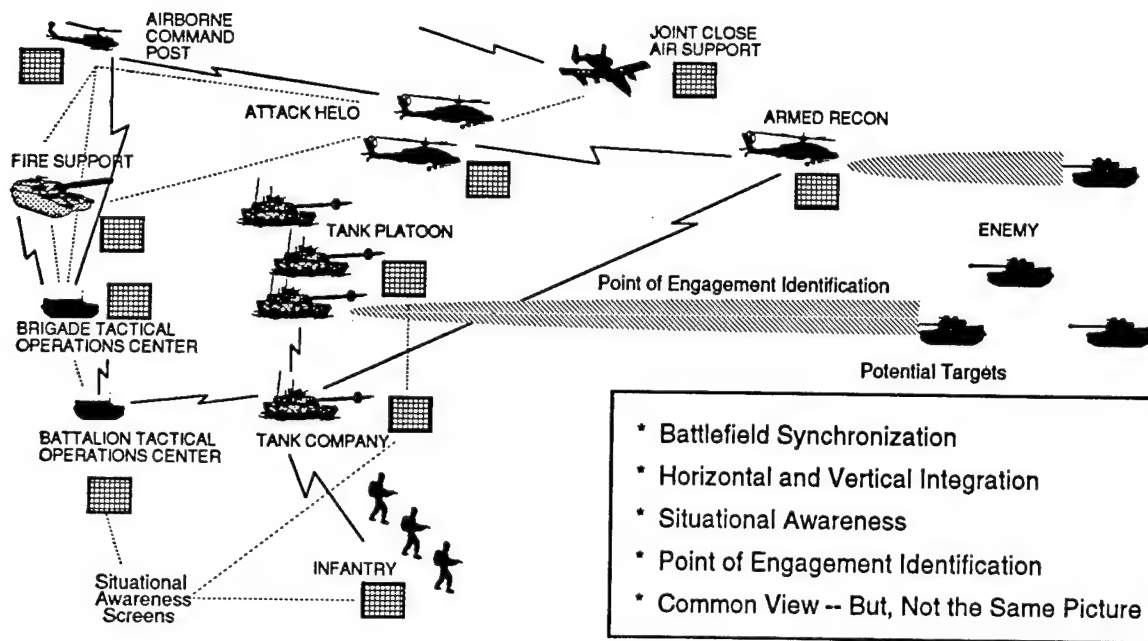 AIRBORNE
COMMAND
POST
JOINT CLOSE
AIR SUPPORT
ATTACK HELO
ARMED RECON
FIRE SUPPORT
TANK PLATOON
ENEMY
Point of Engagement Identification
BRIGADE TACTICAL
OPERATIONS CENTER
Potential Targets
BATTALION TACTICAL
OPERATIONS CENTER
TANK COMPANY
INFANTRY
Situational
Awareness
Screens
* Battlefield Synchronization
* Horizontal and Vertical Integration
* Situational Awareness
* Point of Engagement Identification
* Common View -- But, Not the Same Picture